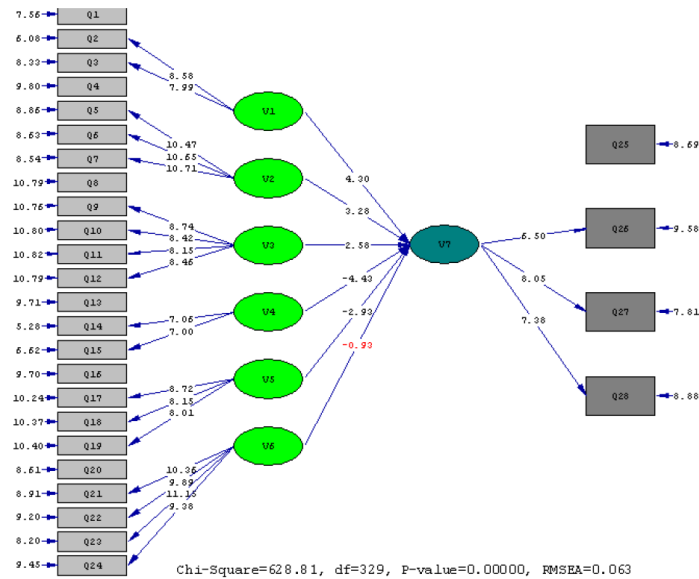 7.56 Q1
6.08 Q2
8.33 Q3
9.80 Q4
8.86 Q5
8.63 Q6
8.54 Q7
10.79 Q8
10.76 Q9
10.80 Q10
10.82 Q11
10.79 Q12
9.71 Q13
5.28 Q14
6.62 Q15
9.70 Q16
10.24 Q17
10.37 Q18
10.40 Q19
8.61 Q20
8.91 Q21
9.20 Q22
8.20 Q23
9.45 Q24
8.58
7.99
10.47
10.65
10.71
8.74
8.42
8.15
8.46
7.06
7.00
8.72
8.15
8.01
10.36
9.89
11.15
9.38
V1
V2
V3
V4
V5
V6
4.30
3.28
2.58
-4.43
-2.93
-0.93
V7
6.50
8.05
7.38
Q25 8.69
Q26 9.58
Q27 7.81
Q28 8.88
Chi-Square=628.81, df=329, P-value=0.00000, RMSEA=0.063